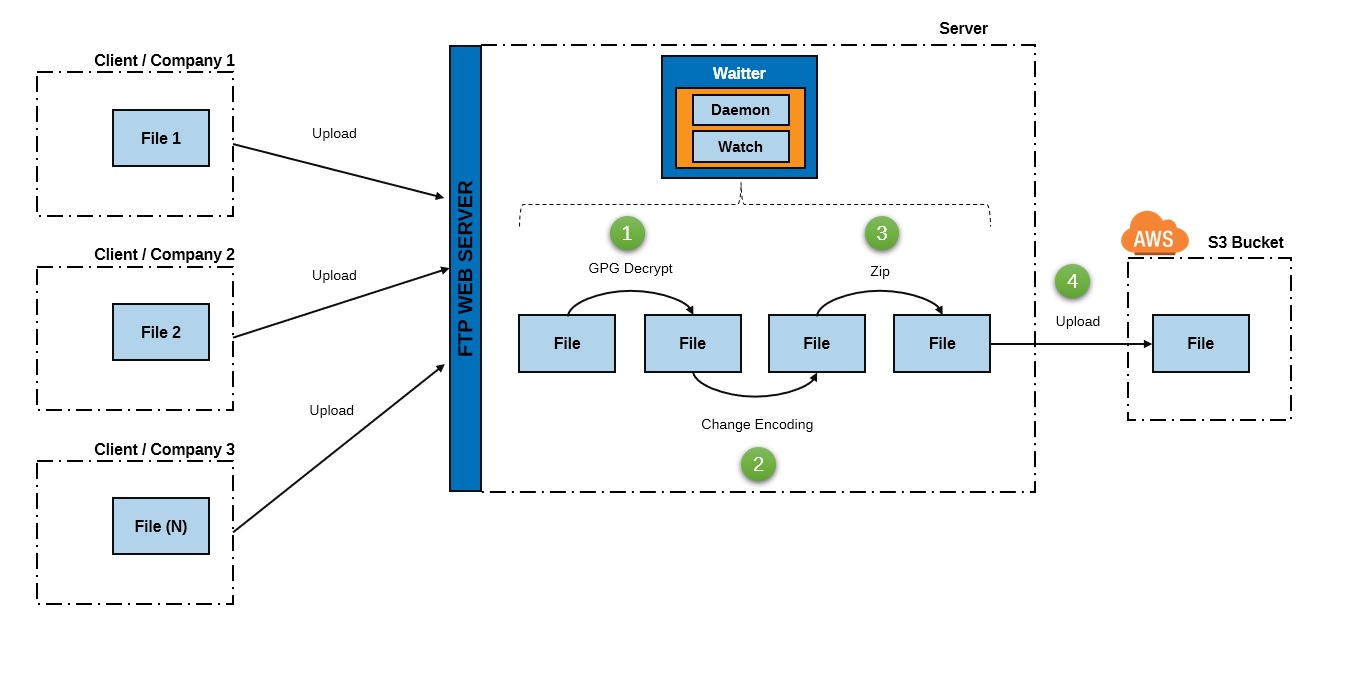 Server
Client / Company 1
File 1
Upload
Client / Company 2
File 2
Upload
Client / Company 3
File (N)
Upload
FTP WEB SERVER
Waitter
Daemon
Watch
1
GPG Decrypt
3
Zip
File
File
File
File
Change Encoding
2
4
Upload
AWS
S3 Bucket
File